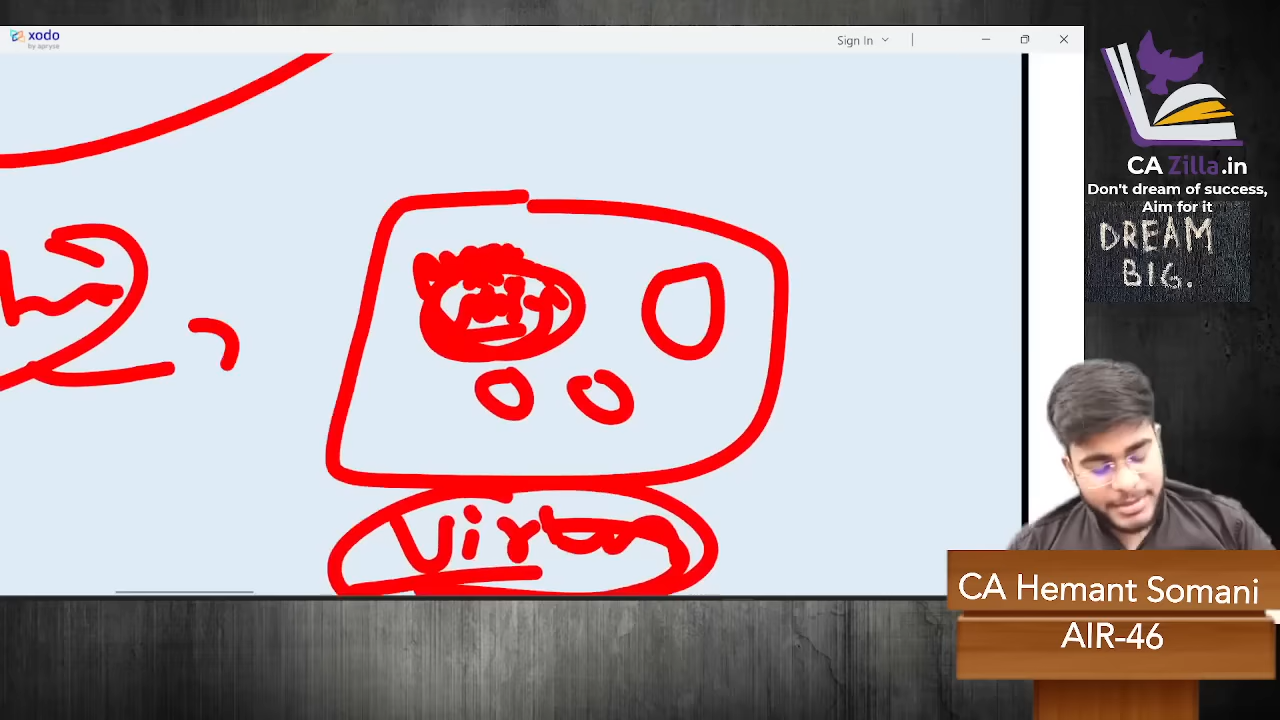 xodo
by apryse
Sign In
CA Zilla.in
Don't dream of success,
Aim for it
DREAM
BIG.
CA Hemant Somani
AIR-46